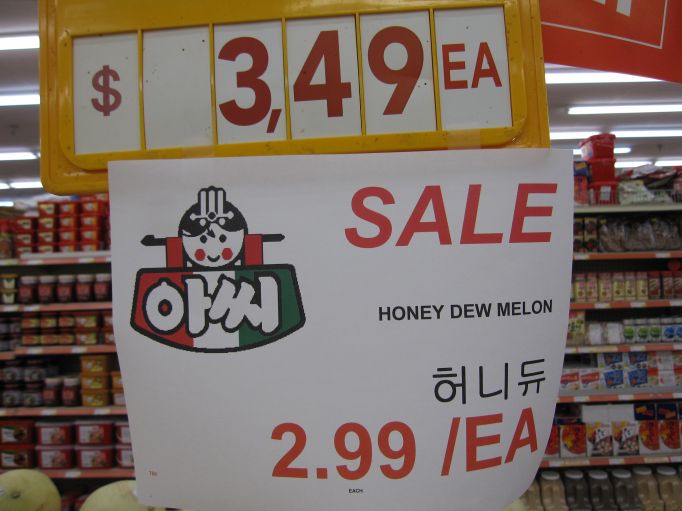 $ 3,49 EA
SALE
아씨
HONEY DEW MELON
허니듀
2.99 /EA
EACH